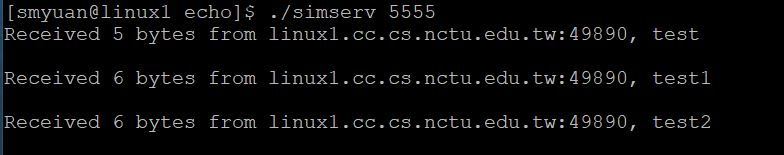 [smyuan@linux1 echo]$ ./simserv 5555
Received 5 bytes from linux1.cc.cs.nctu.edu.tw:49890, test
Received 6 bytes from linux1.cc.cs.nctu.edu.tw:49890, test1
Received 6 bytes from linux1.cc.cs.nctu.edu.tw:49890, test2